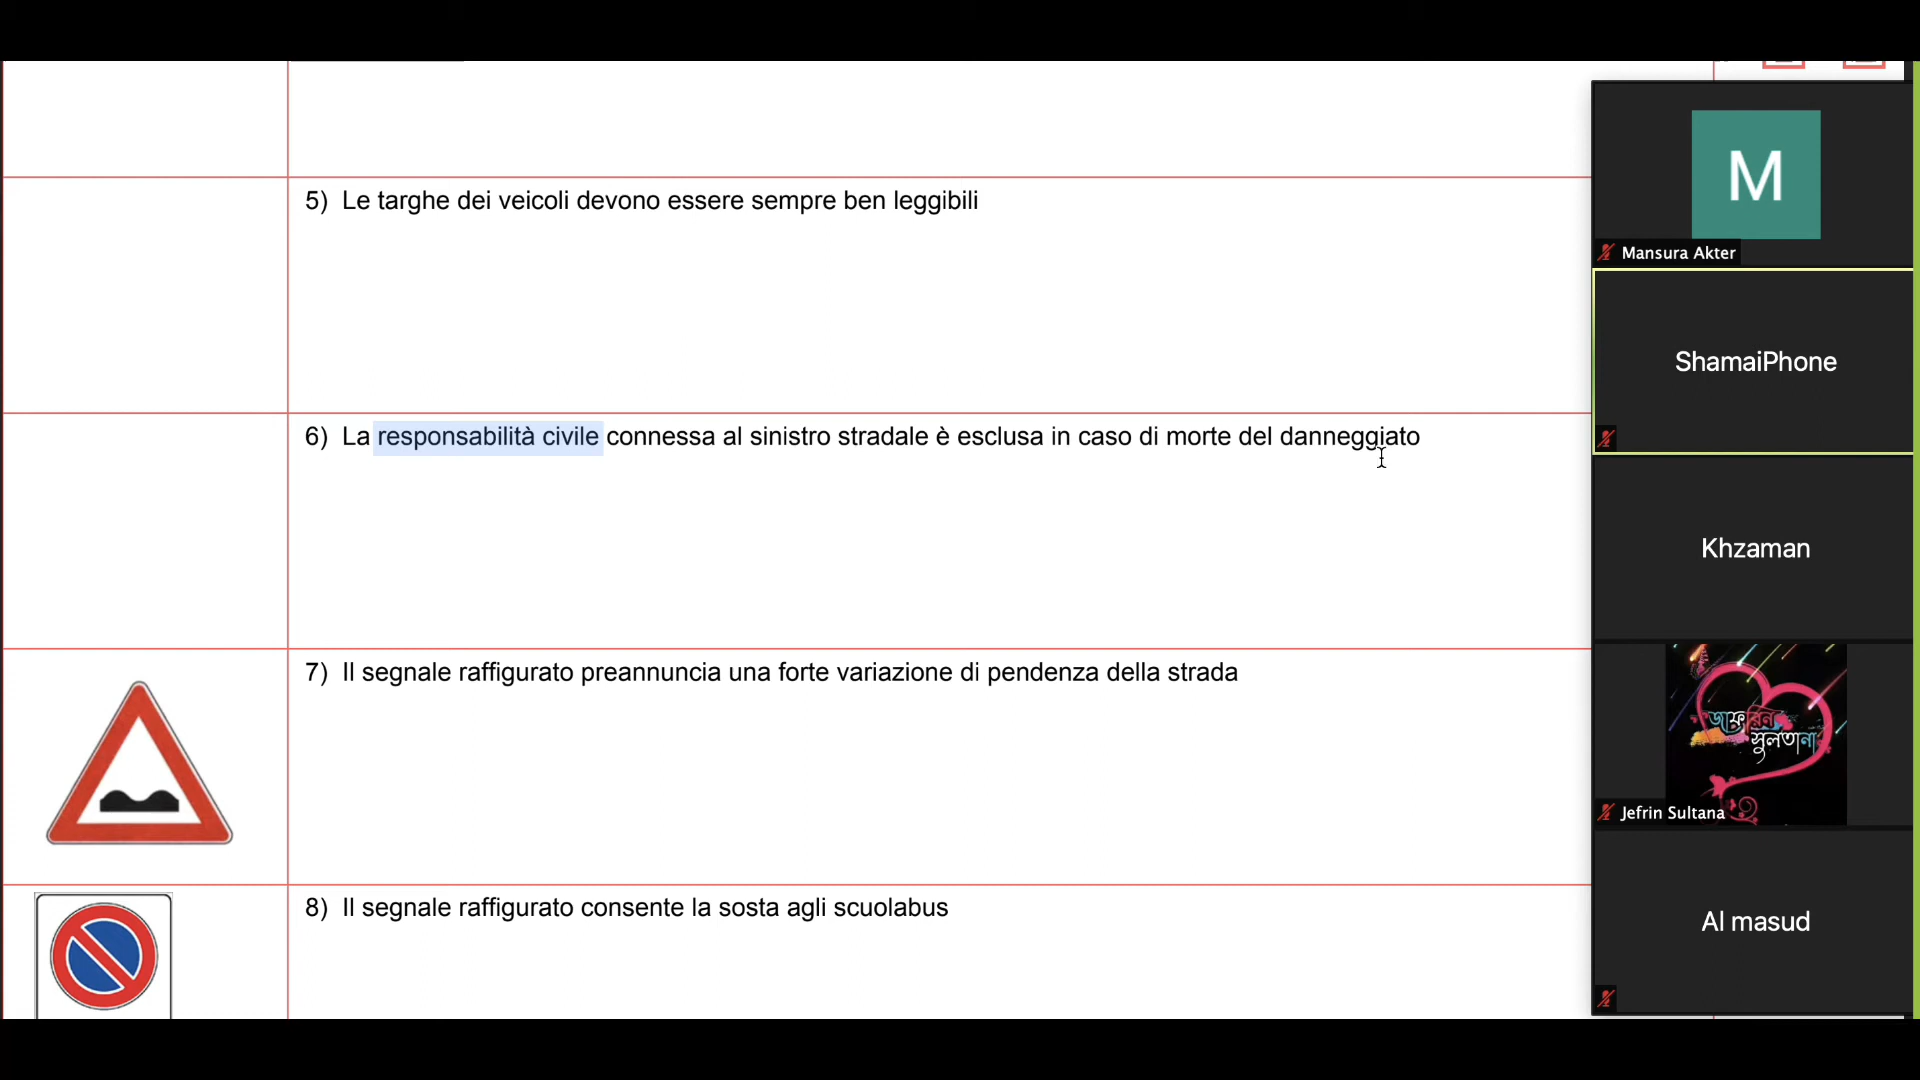 5) Le targhe dei veicoli devono essere sempre ben leggibili
6) La responsabilità civile connessa al sinistro stradale è esclusa in caso di morte del danneggiato
7) Il segnale raffigurato preannuncia una forte variazione di pendenza della strada
8) Il segnale raffigurato consente la sosta agli scuolabus
M
Mansura Akter
ShamaiPhone
Khzaman
সুলতানা
Jefrin Sultana
Al masud